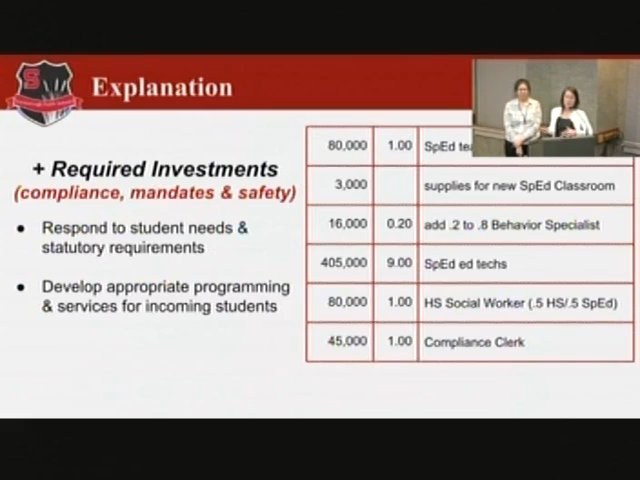 S
Explanation
+ Required Investments
(compliance, mandates & safety)
● Respond to student needs &
statutory requirements
● Develop appropriate programming
& services for incoming students
80,000 1.00 SpEd
3,000 supplies for new SpEd Classroom
16,000 0.20 add .2 to .8 Behavior Specialist
405,000 9.00 SpEd ed techs
80,000 1.00 HS Social Worker (.5 HS/.5 SpEd)
45,000 1.00 Compliance Clerk